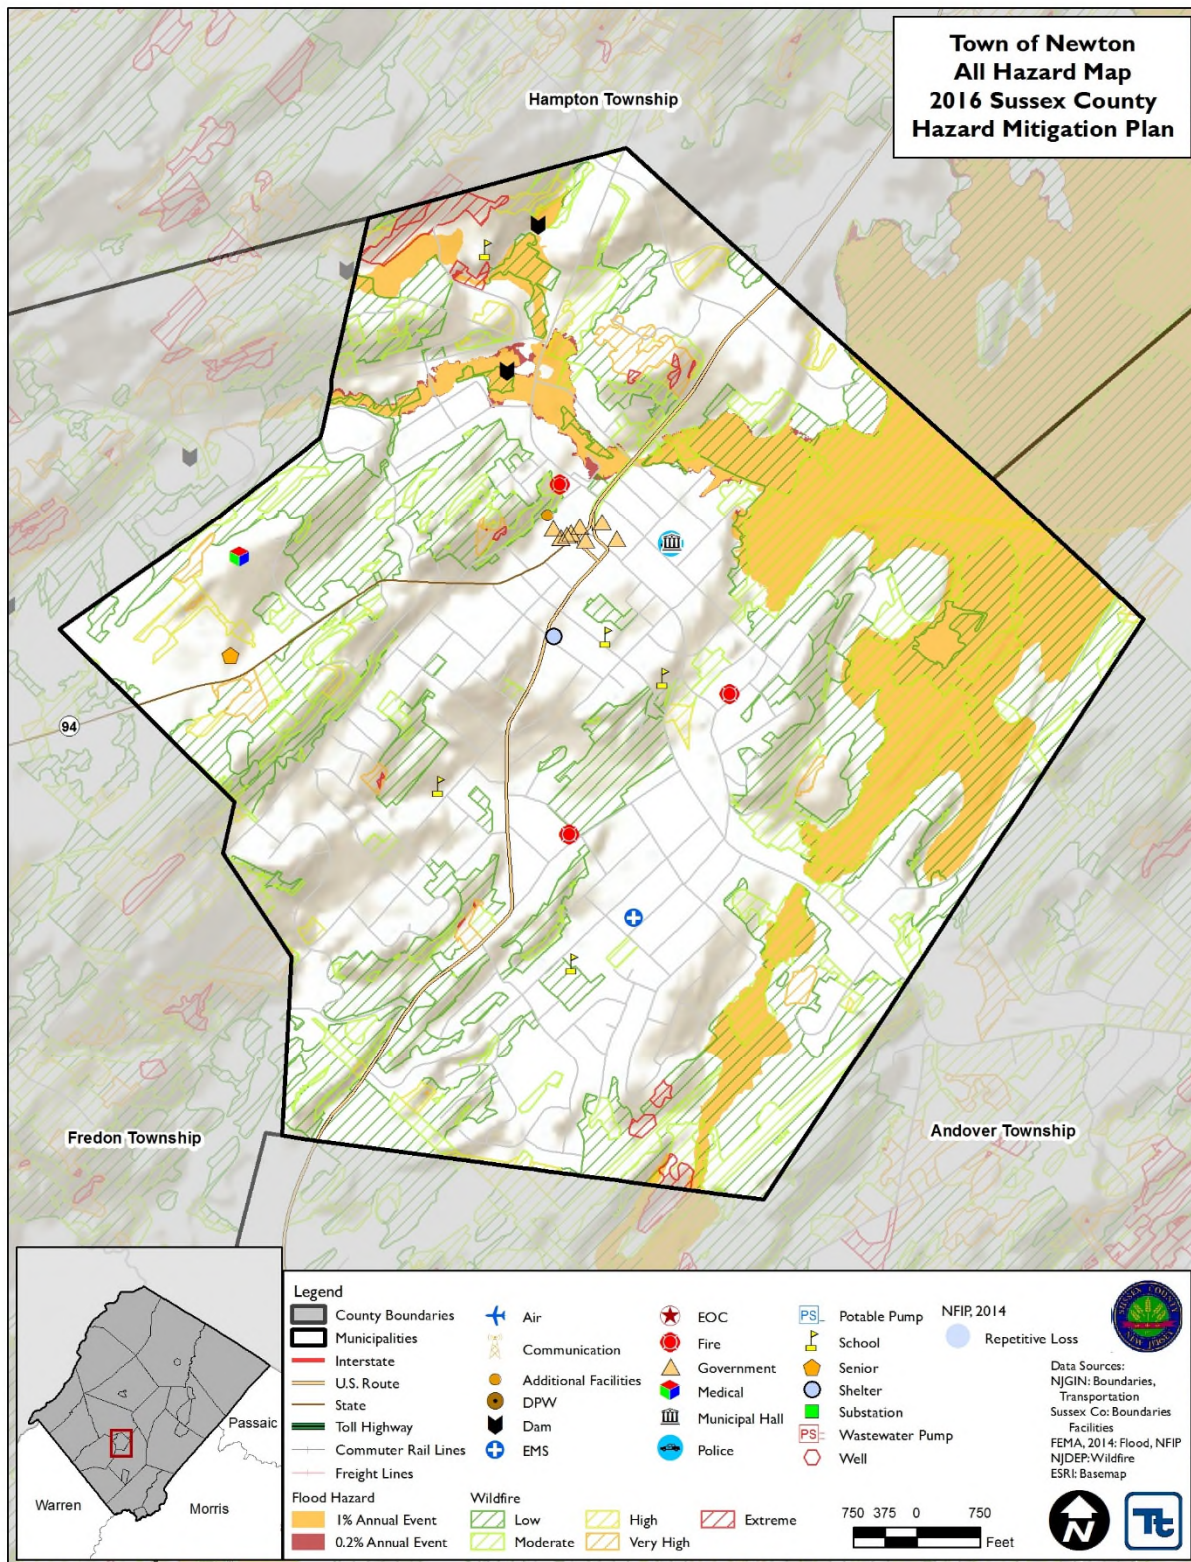 Town of Newton
All Hazard Map
2016 Sussex County
Hazard Mitigation Plan
Hampton Township
94
Fredon Township
Andover Township
Passaic
Warren
Morris
Legend
County Boundaries
Municipalities
Interstate
U.S. Route
State
Toll Highway
Commuter Rail Lines
Freight Lines
Air
Communication
Additional Facilities
DPW
Dam
EMS
EOC
Fire
Government
Medical
Municipal Hall
Police
PS Potable Pump
School
Senior
Shelter
Substation
PS Wastewater Pump
Well
NFIP, 2014
Repetitive Loss
SUSSEX COUNTY
NEW JERSEY
Data Sources:
NJGIN: Boundaries,
Transportation
Sussex Co: Boundaries
Facilities
FEMA, 2014: Flood, NFIP
NJDEP: Wildfire
ESRI: Basemap
Flood Hazard
1% Annual Event
0.2% Annual Event
Wildfire
Low
Moderate
High
Very High
Extreme
750 375 0 750
Feet
N
Tt